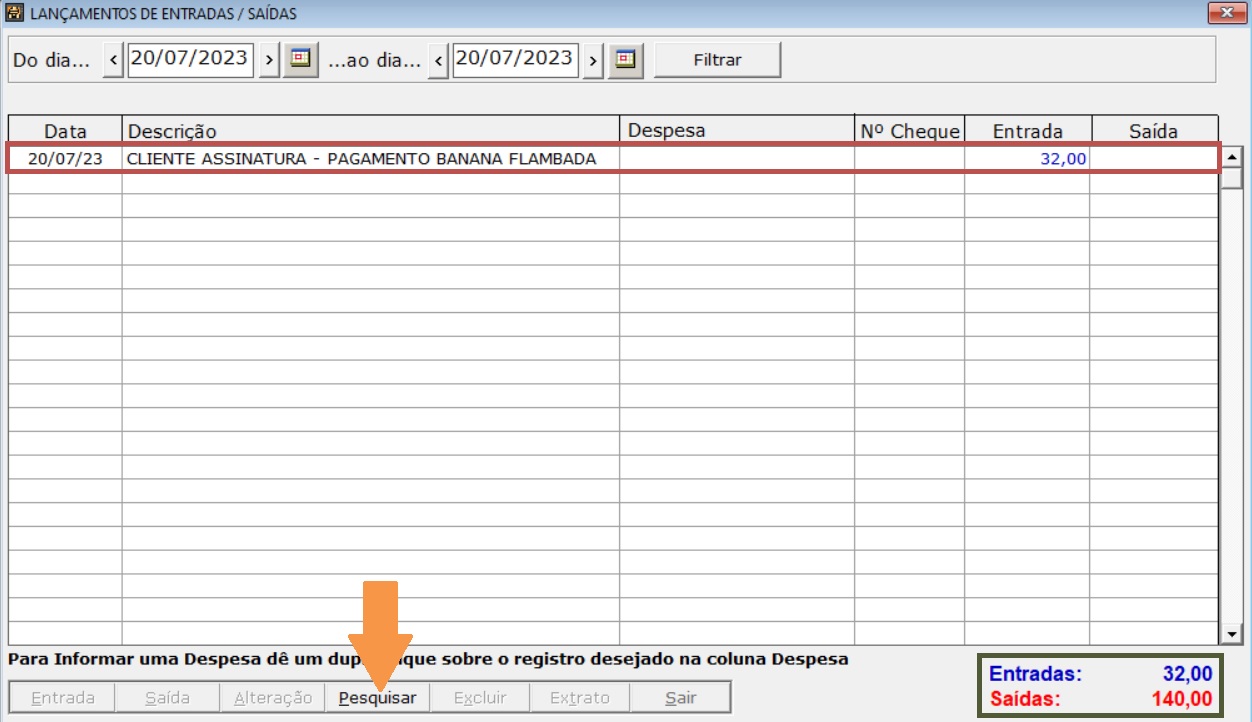 LANÇAMENTOS DE ENTRADAS / SAÍDAS
Do dia... < 20/07/2023 > ...ao dia... < 20/07/2023 > Filtrar
Data Descrição Despesa Nº Cheque Entrada Saída
20/07/23 CLIENTE ASSINATURA - PAGAMENTO BANANA FLAMBADA 32,00
Para Informar uma Despesa dê um sobre o registro desejado na coluna Despesa
Entradas: 32,00
Saídas: 140,00
Entrada Saída Alteração Pesquisar Excluir Extrato Sair